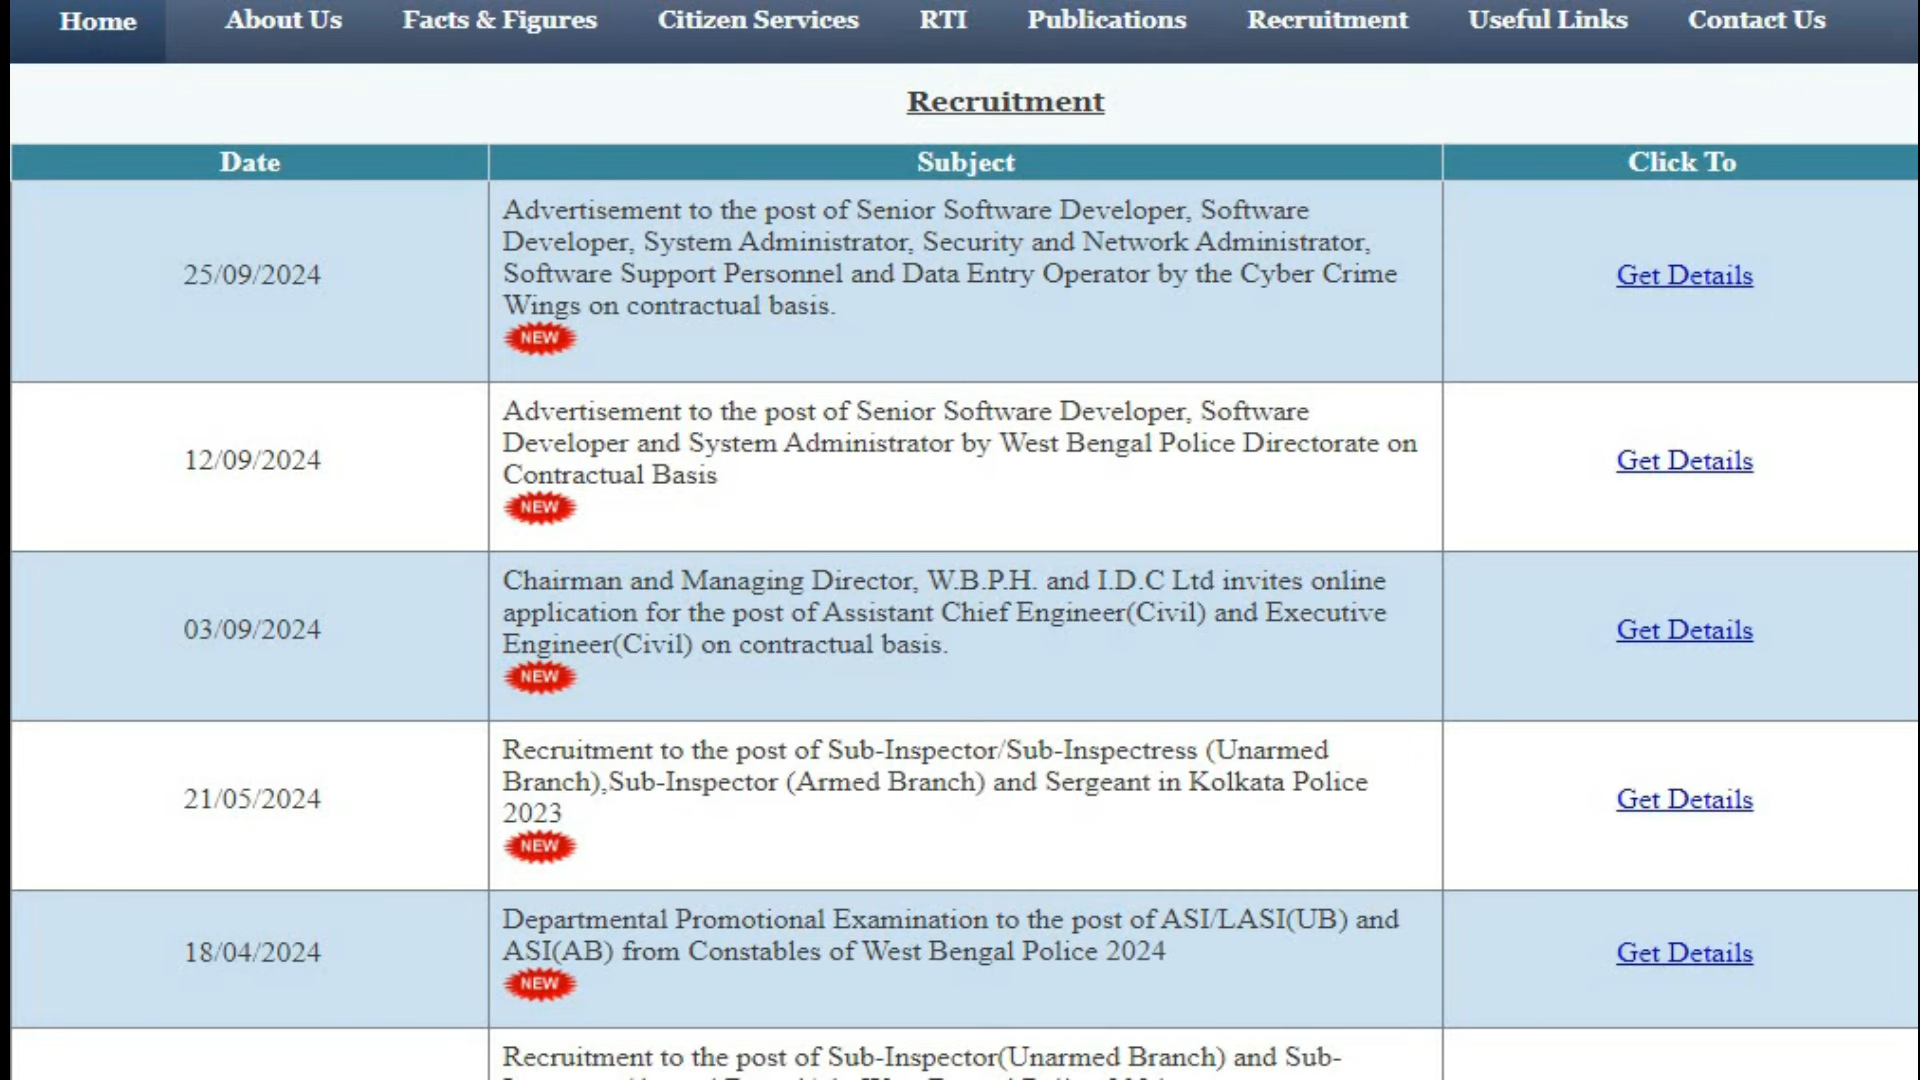 Home About Us Facts & Figures Citizen Services RTI Publications Recruitment Useful Links Contact Us
Recruitment
Date Subject Click To
25/09/2024
Advertisement to the post of Senior Software Developer, Software
Developer, System Administrator, Security and Network Administrator,
Software Support Personnel and Data Entry Operator by the Cyber Crime
Wings on contractual basis.
NEW
Get Details
12/09/2024
Advertisement to the post of Senior Software Developer, Software
Developer and System Administrator by West Bengal Police Directorate on
Contractual Basis
NEW
Get Details
03/09/2024
Chairman and Managing Director, W.B.P.H. and I.D.C Ltd invites online
application for the post of Assistant Chief Engineer(Civil) and Executive
Engineer(Civil) on contractual basis.
NEW
Get Details
21/05/2024
Recruitment to the post of Sub-Inspector/Sub-Inspectress (Unarmed
Branch),Sub-Inspector (Armed Branch) and Sergeant in Kolkata Police
2023
NEW
Get Details
18/04/2024
Departmental Promotional Examination to the post of ASI/LASI(UB) and
ASI(AB) from Constables of West Bengal Police 2024
NEW
Get Details
Recruitment to the post of Sub-Inspector(Unarmed Branch) and Sub-